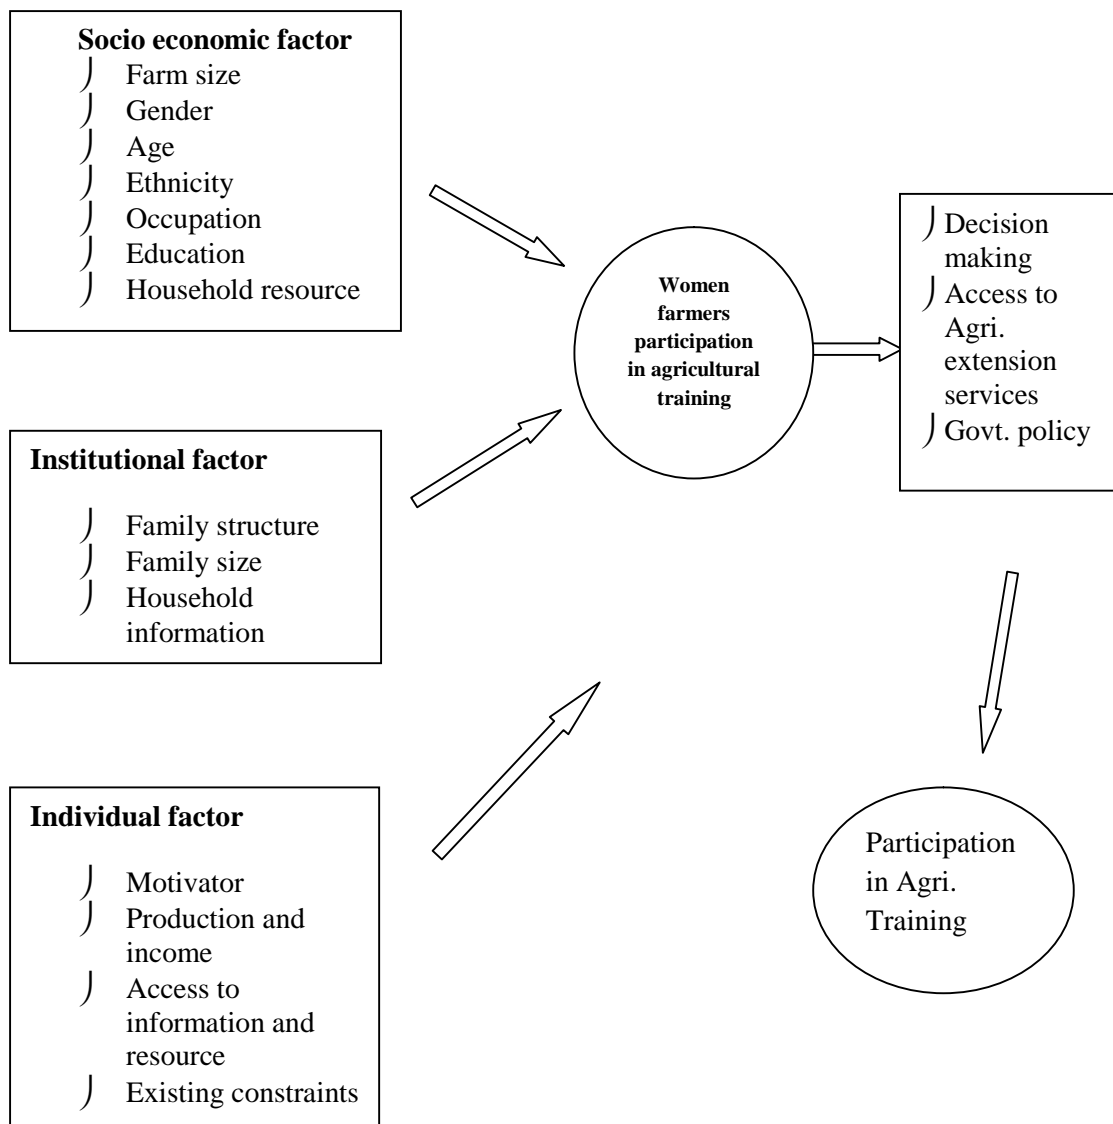 Socio economic factor
Farm size
Gender
Age
Ethnicity
Occupation
Education
Household resource
Institutional factor
Family structure
Family size
Household
information
Individual factor
Motivator
Production and
income
Access to
information and
resource
Existing constraints
Women
farmers
participation
in agricultural
training
Decision
making
Access to
Agri.
extension
services
Govt. policy
Participation
in Agri.
Training